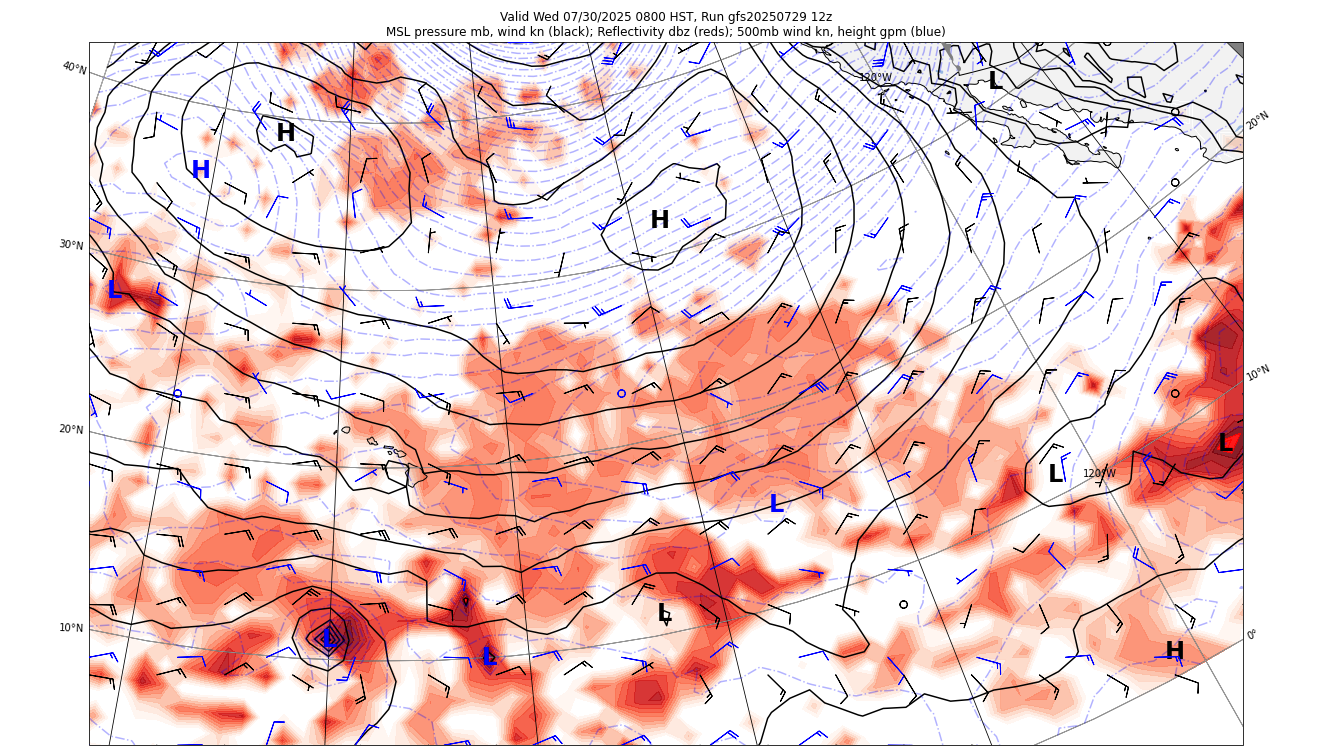 Valid Wed 07/30/2025 0800 HST, Run gfs20250729 12z
MSL pressure mb, wind kn (black); Reflectivity dbz (reds); 500mb wind kn, height gpm (blue)
40°N
120°W
L
20°N
H
H
H
30°N
L
10°N
20°N
L
L
120°W
L
L
10°N
L
L
H
0°